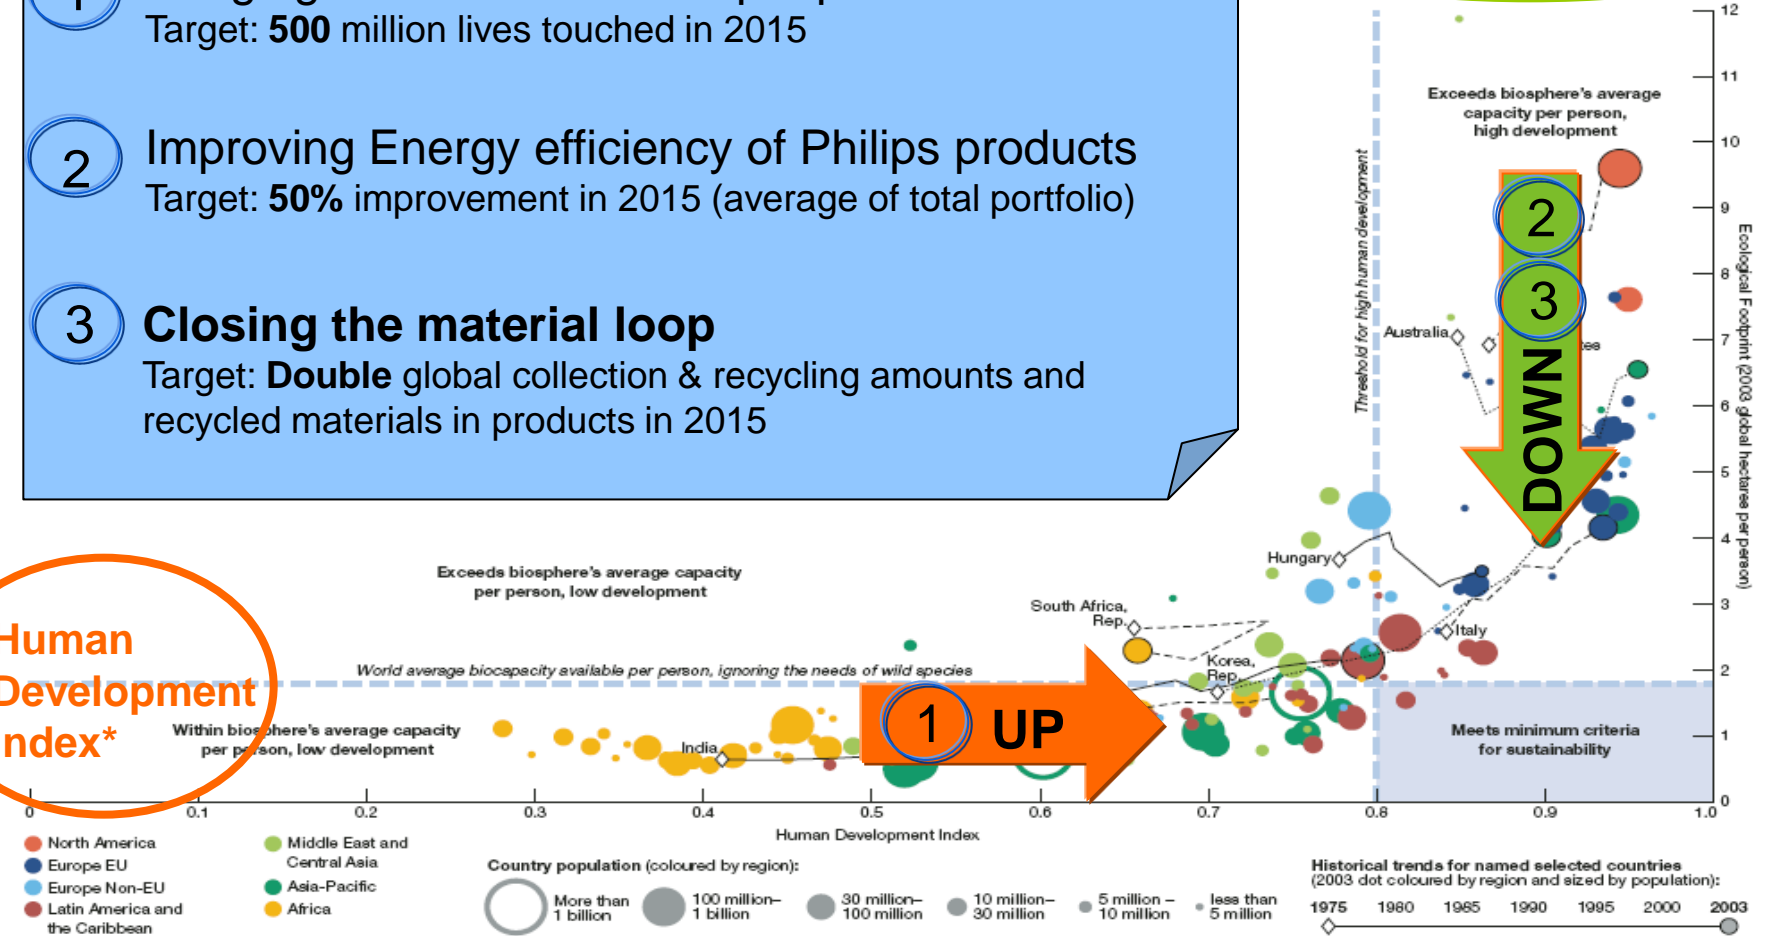 1
Target: 500 million lives touched in 2015
2
Improving Energy efficiency of Philips products
Target: 50% improvement in 2015 (average of total portfolio)
3
Closing the material loop
Target: Double global collection & recycling amounts and
recycled materials in products in 2015
Human
Development
Index*
Exceeds biosphere's average capacity
per person, low development
World average biocapacity available per person, ignoring the needs of wild species
Within biosphere's average capacity
per person, low development
India
1 UP
South Africa,
Rep.
Korea,
Rep.
Hungary
Italy
Australia
Threshold for high human development
Exceeds biosphere's average
capacity per person,
high development
2
3
DOWN
Meets minimum criteria
for sustainability
12
11
10
9
8
7
6
5
4
3
2
1
0
Ecological Footprint (2003 global hectares per person)
0 0.1 0.2 0.3 0.4 0.5 0.6 0.7 0.8 0.9 1.0
Human Development Index
North America
Europe EU
Europe Non-EU
Latin America and
the Caribbean
Middle East and
Central Asia
Asia-Pacific
Africa
Country population (coloured by region):
More than
1 billion
100 million–
1 billion
30 million–
100 million
10 million–
30 million
5 million –
10 million
less than
5 million
Historical trends for named selected countries
(2003 dot coloured by region and sized by population):
1975 1980 1985 1990 1995 2000 2003